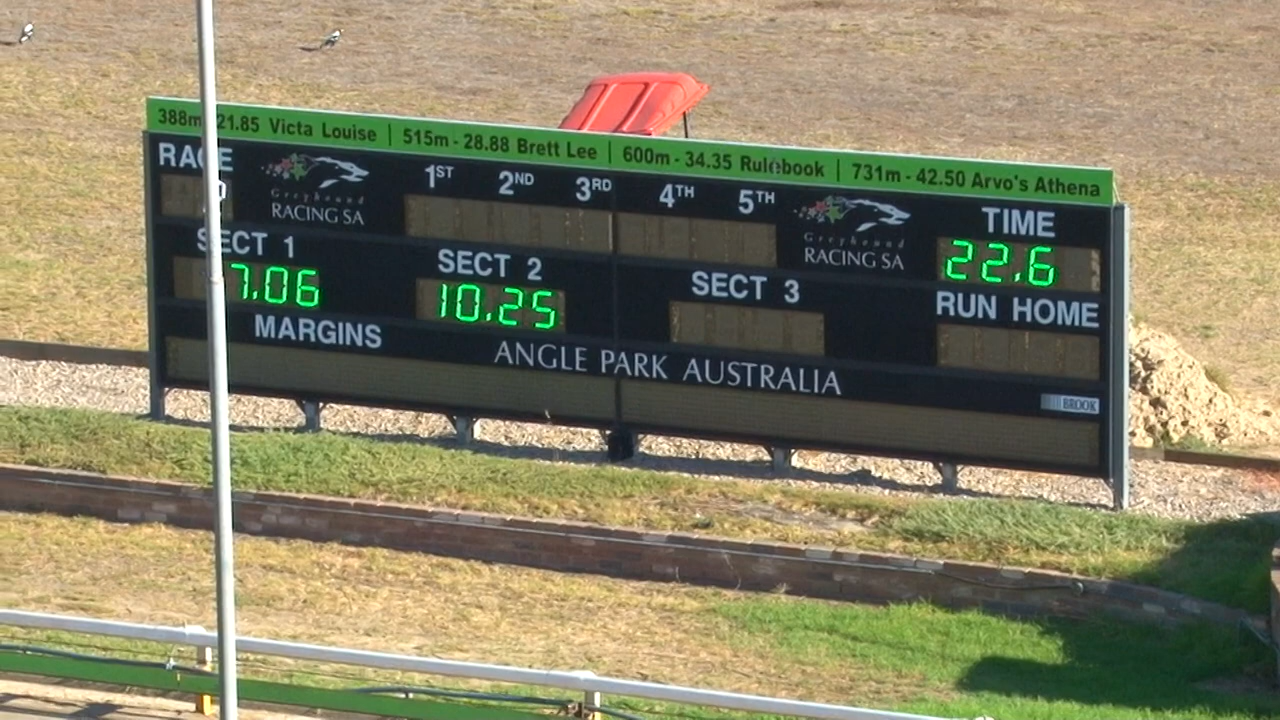 388m 21.85 Victa Louise | 515m - 28.88 Brett Lee | 600m - 34.35 Rulebook | 731m - 42.50 Arvo's Athena
RACE
Greyhound
RACING SA
1ST 2ND 3RD 4TH 5TH
Greyhound
RACING SA
TIME
22.6
SECT 1
7.06
SECT 2
10.25
SECT 3
RUN HOME
MARGINS
ANGLE PARK AUSTRALIA
BROOK